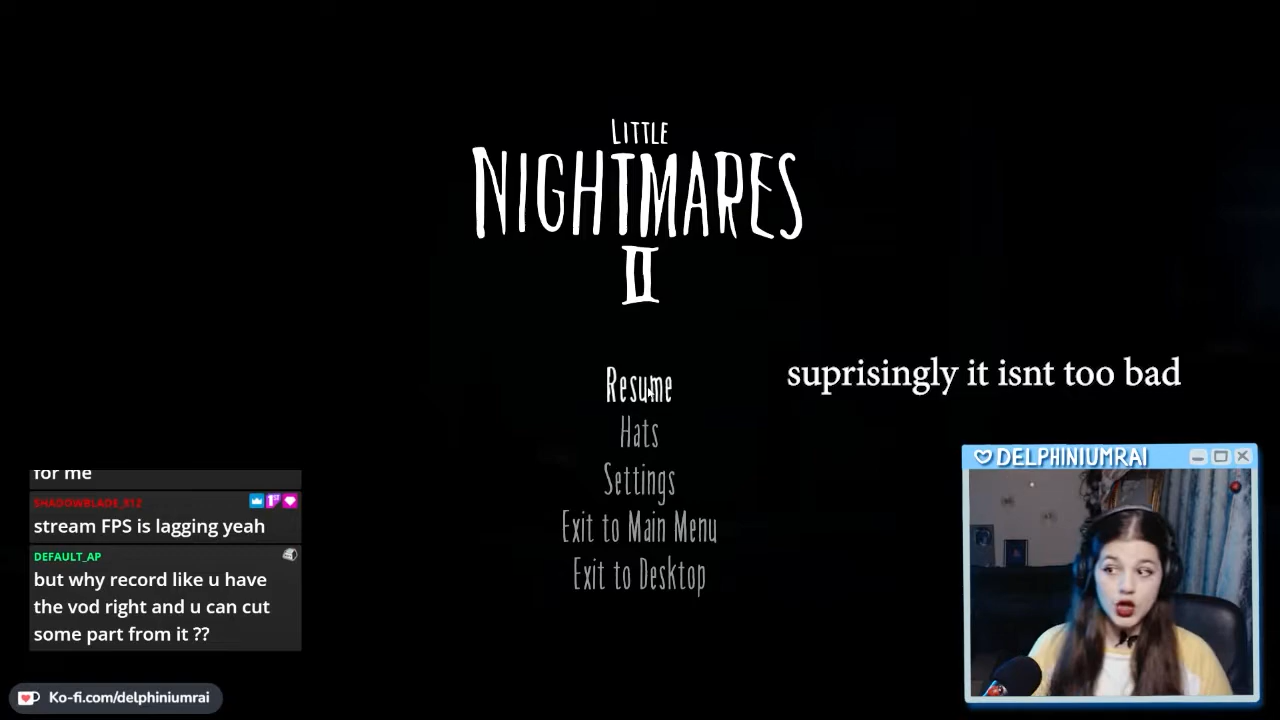 LITTLE
NIGHTMARES
II
Resume
Hats
Settings
Exit to Main Menu
Exit to Desktop
suprisingly it isnt too bad
for me
SHADOWBLADE_X12
stream FPS is lagging yeah
DEFAULT_AP
but why record like u have
the vod right and u can cut
some part from it ??
Ko-fi.com/delphiniumrai
DELPHINIUMRAI